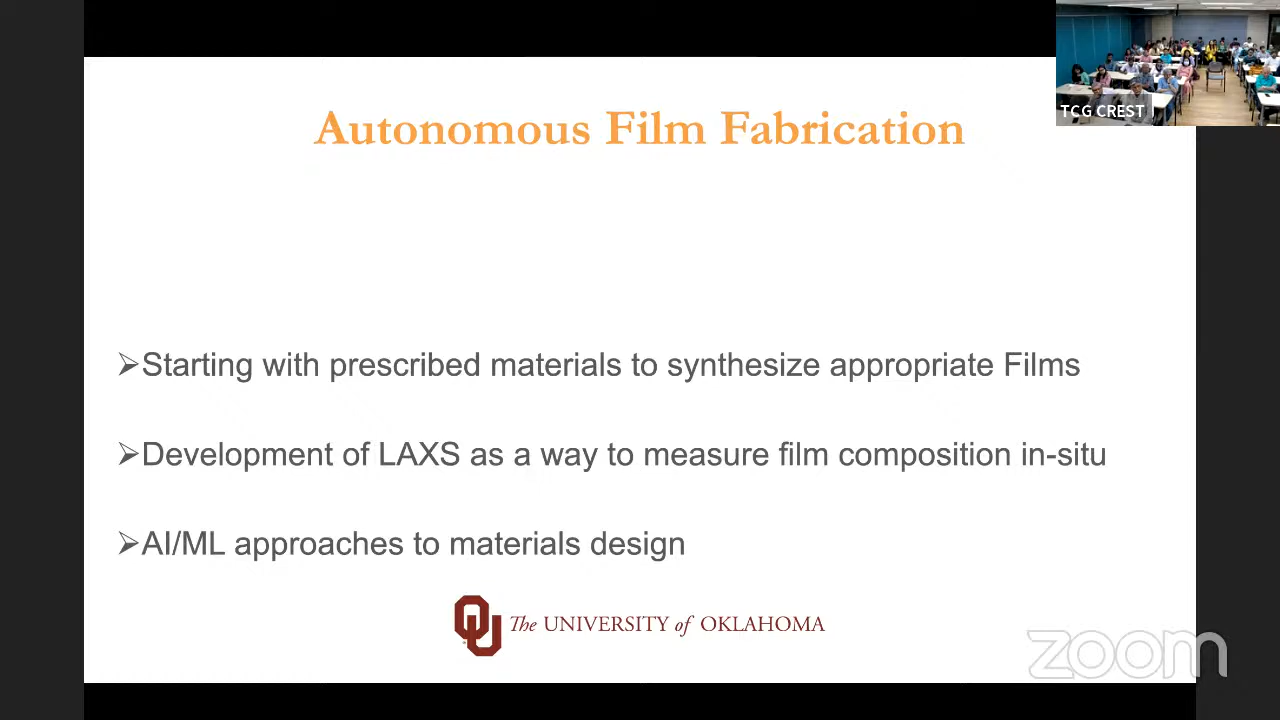 TCG CREST
Autonomous Film Fabrication
➢Starting with prescribed materials to synthesize appropriate Films
➢Development of LAXS as a way to measure film composition in-situ
➢AI/ML approaches to materials design
OU The UNIVERSITY of OKLAHOMA
zoom